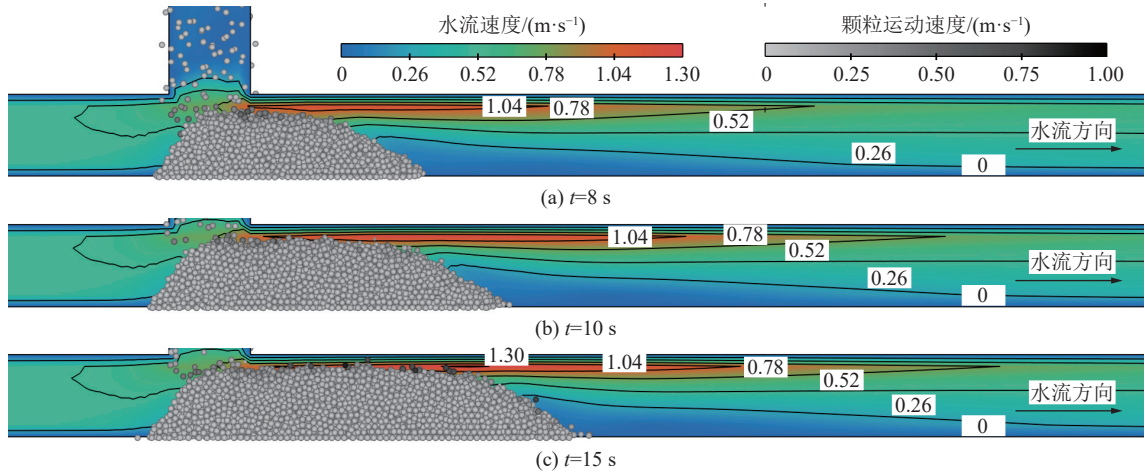 水流速度/(m·s⁻¹)
颗粒运动速度/(m·s⁻¹)
0 0.26 0.52 0.78 1.04 1.30
0 0.25 0.50 0.75 1.00
1.04 0.78 0.52 0.26 0
水流方向
(a) t=8 s
1.04 0.78 0.52 0.26 0
水流方向
(b) t=10 s
1.30 1.04 0.78 0.52 0.26 0
水流方向
(c) t=15 s